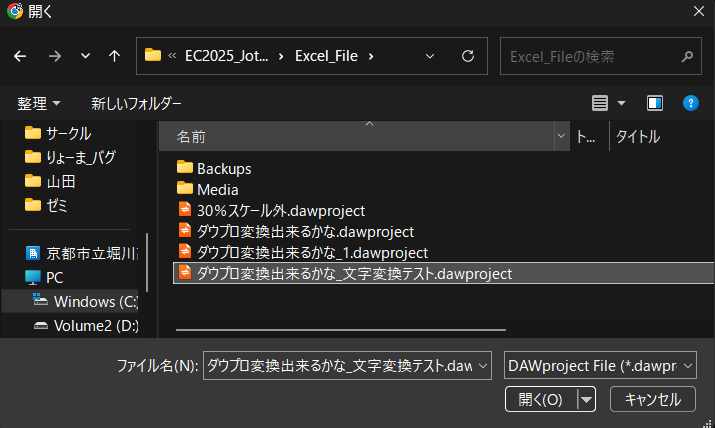 開く
« EC2025_Jot... › Excel_File ›
Excel_Fileの検索
整理
新しいフォルダー
サークル
りょーま_バグ
山田
ゼミ
京都市立堀川高
PC
Windows (C:)
Volume2 (D:)
名前
ト...
タイトル
Backups
Media
30%スケール外.dawproject
ダウプロ変換出来るかな.dawproject
ダウプロ変換出来るかな_1.dawproject
ダウプロ変換出来るかな_文字変換テスト.dawproject
ファイル名(N):
ダウプロ変換出来るかな_文字変換テスト.daw
DAWproject File (*.dawpr
開く(O)
キャンセル